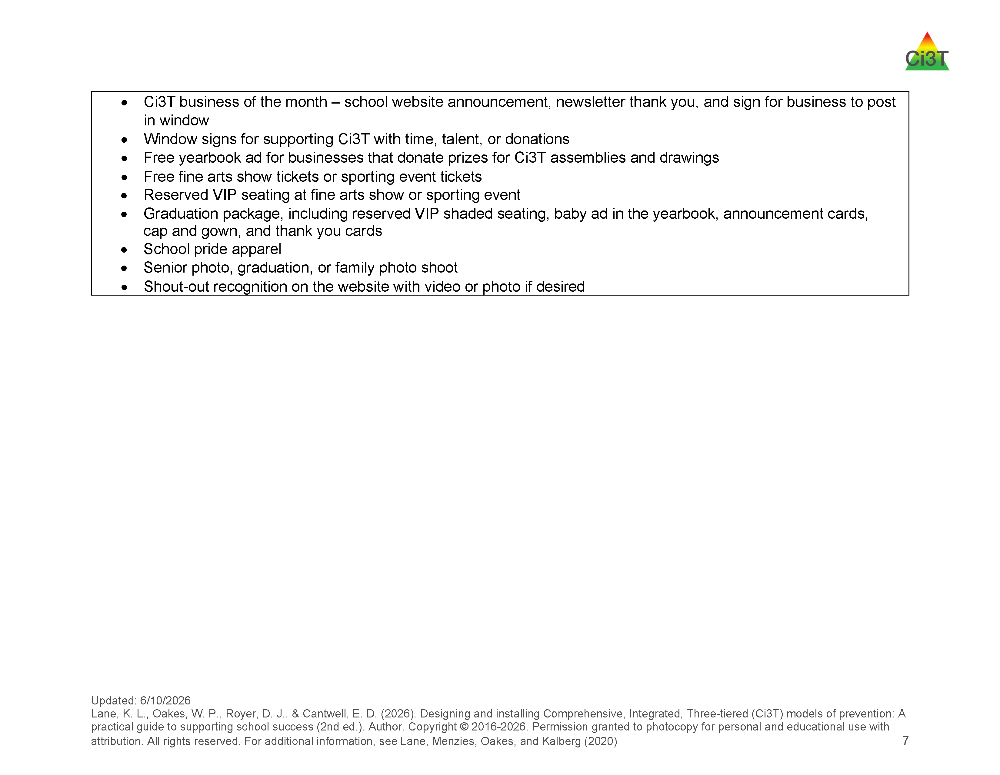 Ci3T
• Ci3T business of the month – school website announcement, newsletter thank you, and sign for business to post
in window
• Window signs for supporting Ci3T with time, talent, or donations
• Free yearbook ad for businesses that donate prizes for Ci3T assemblies and drawings
• Free fine arts show tickets or sporting event tickets
• Reserved VIP seating at fine arts show or sporting event
• Graduation package, including reserved VIP shaded seating, baby ad in the yearbook, announcement cards,
cap and gown, and thank you cards
• School pride apparel
• Senior photo, graduation, or family photo shoot
• Shout-out recognition on the website with video or photo if desired
Updated: 6/10/2026
Lane, K. L., Oakes, W. P., Royer, D. J., & Cantwell, E. D. (2026). Designing and installing Comprehensive, Integrated, Three-tiered (Ci3T) models of prevention: A
practical guide to supporting school success (2nd ed.). Author. Copyright © 2016-2026. Permission granted to photocopy for personal and educational use with
attribution. All rights reserved. For additional information, see Lane, Menzies, Oakes, and Kalberg (2020) 7